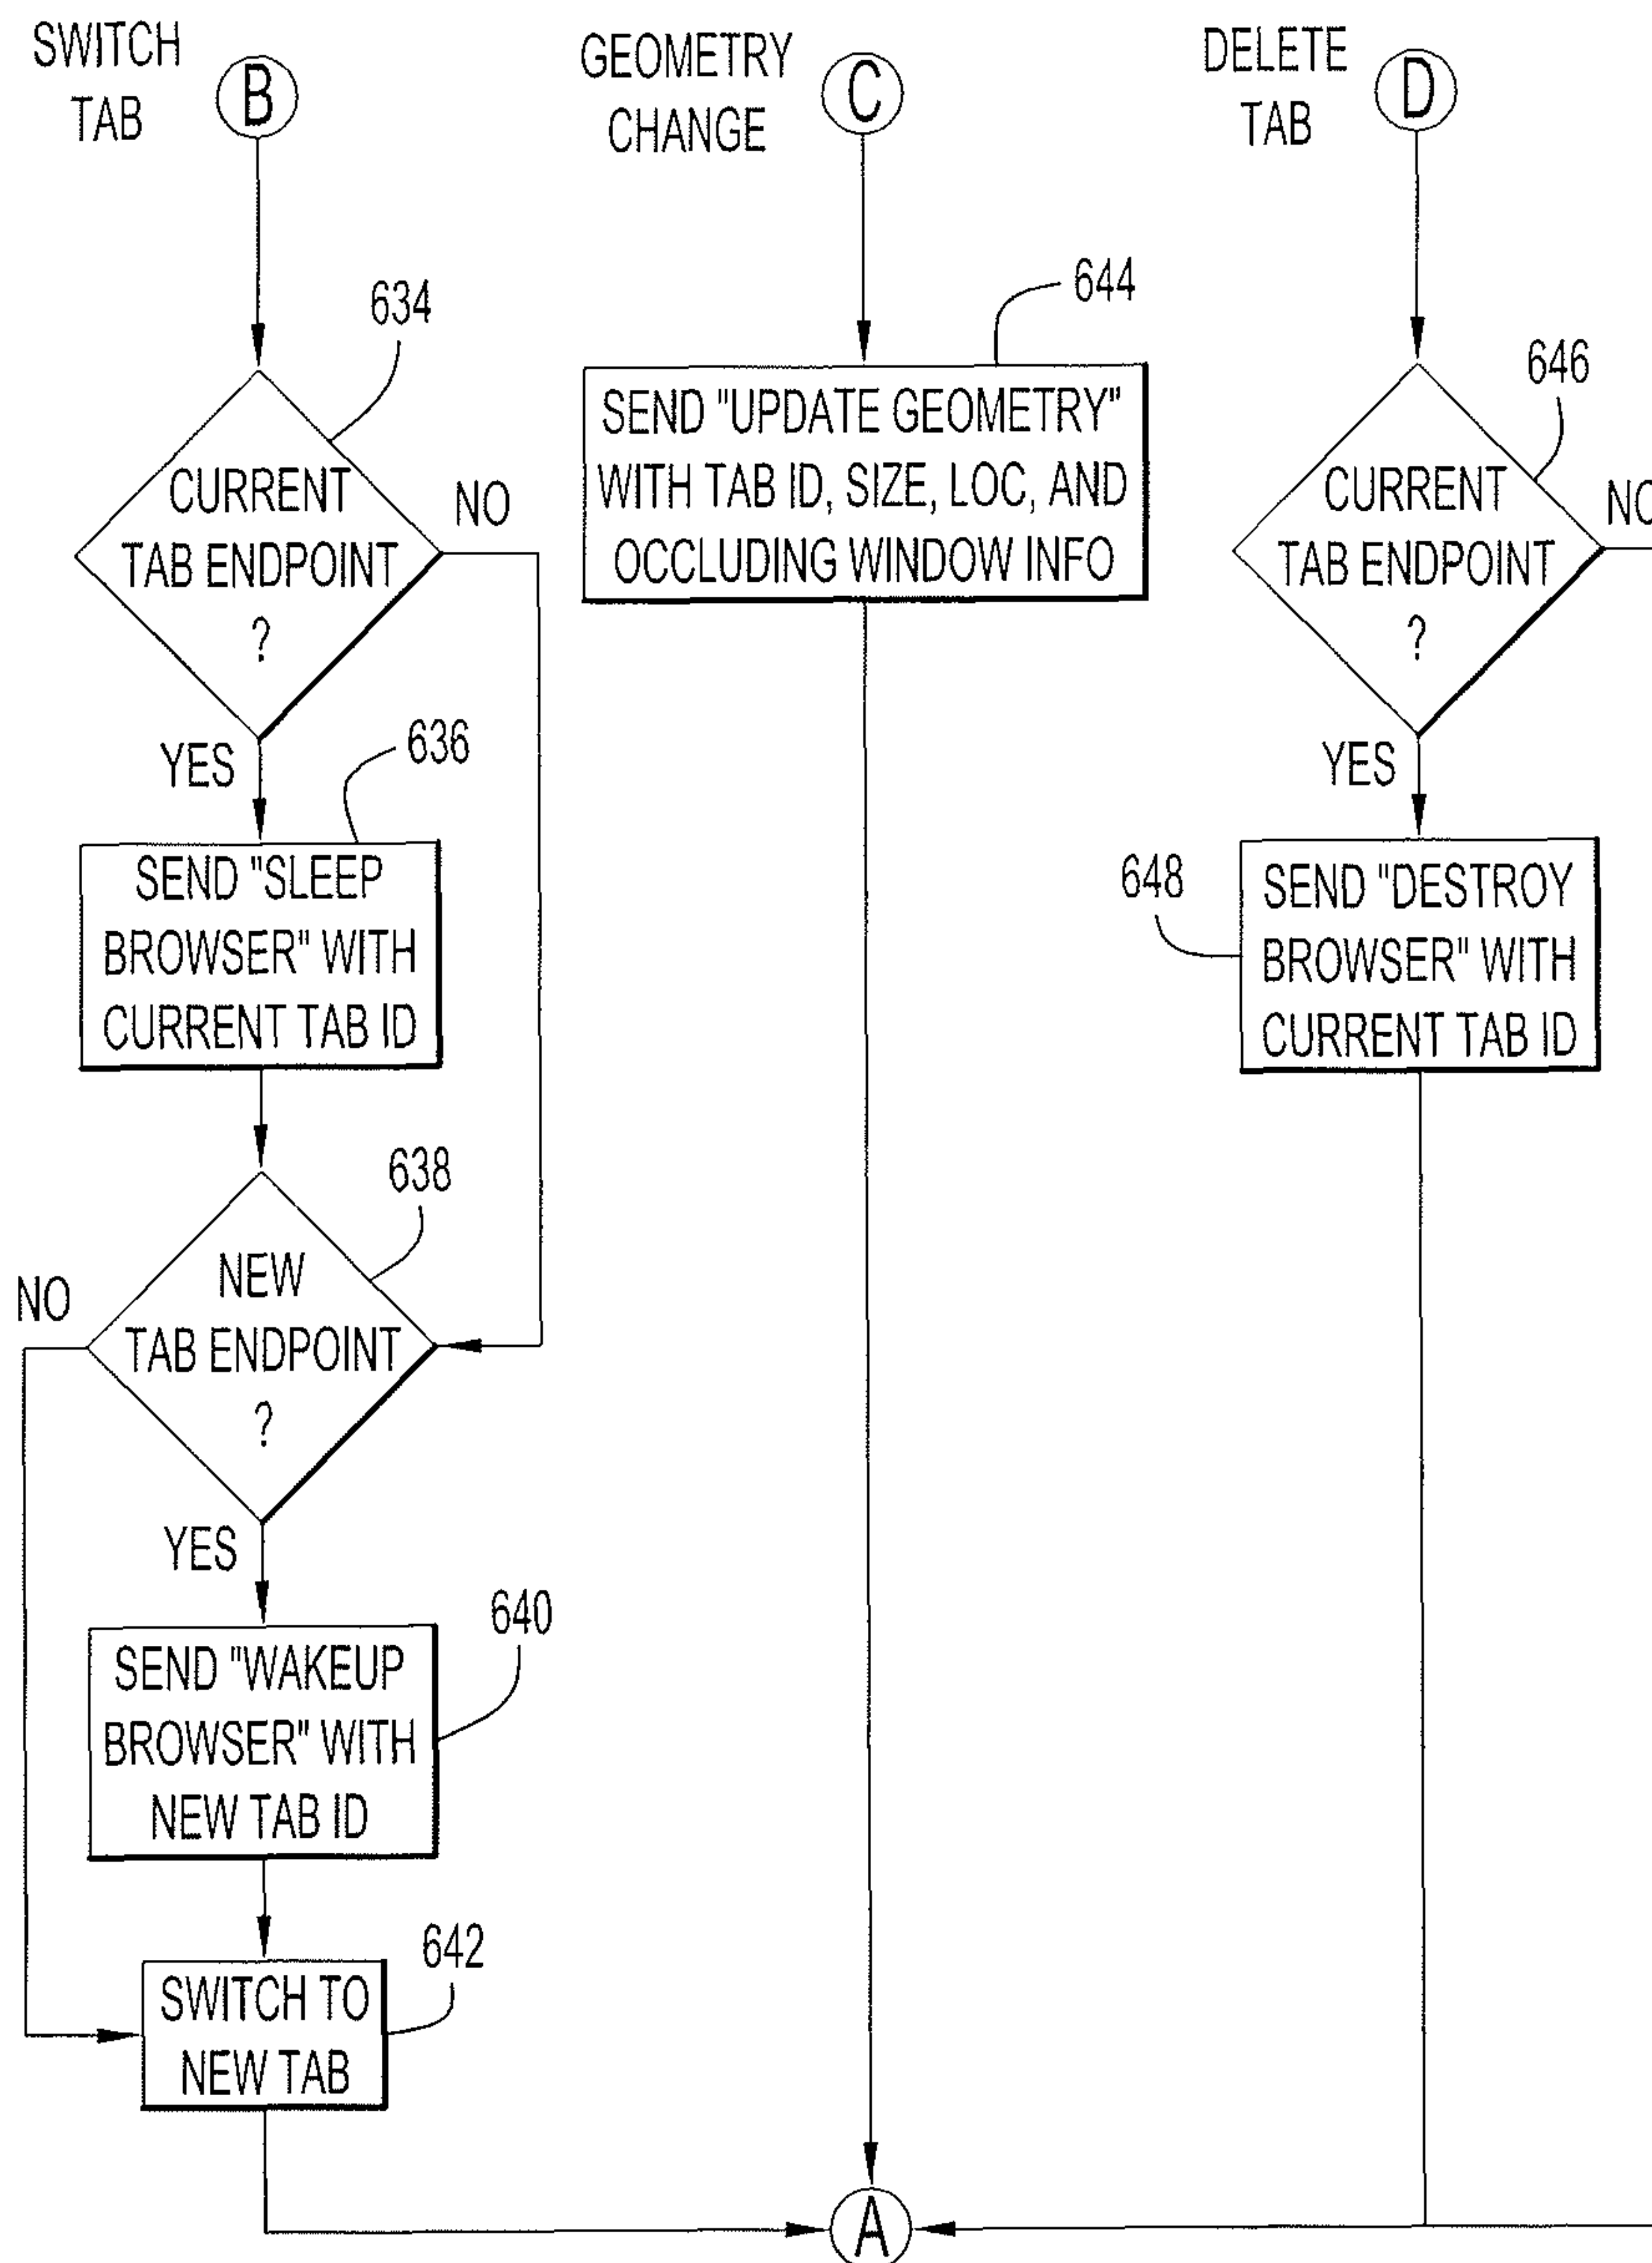 SWITCH
TAB
B
634
CURRENT
TAB ENDPOINT
?
NO
YES
636
SEND "SLEEP
BROWSER" WITH
CURRENT TAB ID
638
NEW
TAB ENDPOINT
?
NO
YES
640
SEND "WAKEUP
BROWSER" WITH
NEW TAB ID
642
SWITCH TO
NEW TAB
GEOMETRY
CHANGE
C
644
SEND "UPDATE GEOMETRY"
WITH TAB ID, SIZE, LOC, AND
OCCLUDING WINDOW INFO
A
DELETE
TAB
D
646
CURRENT
TAB ENDPOINT
?
NO
YES
648
SEND "DESTROY
BROWSER" WITH
CURRENT TAB ID